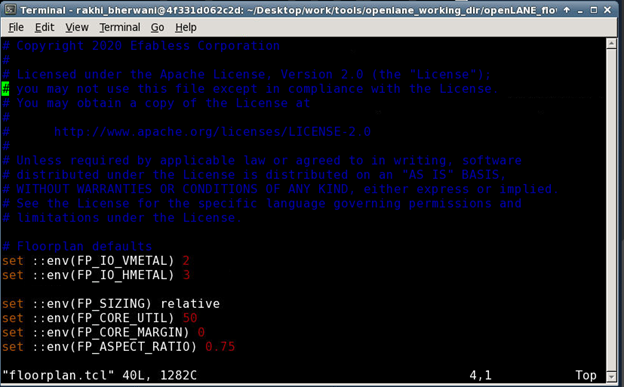 Terminal - rakhi_bherwani@4f331d062c2d: ~/Desktop/work/tools/openlane_working_dir/openLANE_flo
File Edit View Terminal Go Help
# Copyright 2020 Efabless Corporation
#
# Licensed under the Apache License, Version 2.0 (the "License");
# you may not use this file except in compliance with the License.
# You may obtain a copy of the License at
#
#      http://www.apache.org/licenses/LICENSE-2.0
#
# Unless required by applicable law or agreed to in writing, software
# distributed under the License is distributed on an "AS IS" BASIS,
# WITHOUT WARRANTIES OR CONDITIONS OF ANY KIND, either express or implied.
# See the License for the specific language governing permissions and
# limitations under the License.
# Floorplan defaults
set ::env(FP_IO_VMETAL) 2
set ::env(FP_IO_HMETAL) 3
set ::env(FP_SIZING) relative
set ::env(FP_CORE_UTIL) 50
set ::env(FP_CORE_MARGIN) 0
set ::env(FP_ASPECT_RATIO) 0.75
"floorplan.tcl" 40L, 1282C 4,1 Top